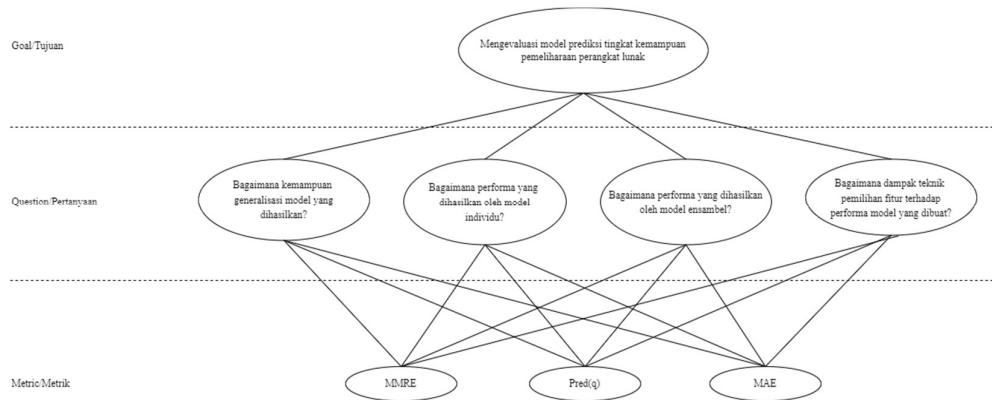 Goal/Tujuan
Mengevaluasi model prediksi tingkat kemampuan
pemeliharaan perangkat lunak
Question/Pertanyaan
Bagaimana kemampuan
generalisasi model yang
dihasilkan?
Bagaimana performa yang
dihasilkan oleh model
individu?
Bagaimana performa yang dihasilkan
oleh model ensambel?
Bagaimana dampak teknik
pemilihan fitur terhadap
performa model yang dibuat?
Metric/Metrik
MMRE
Pred(q)
MAE